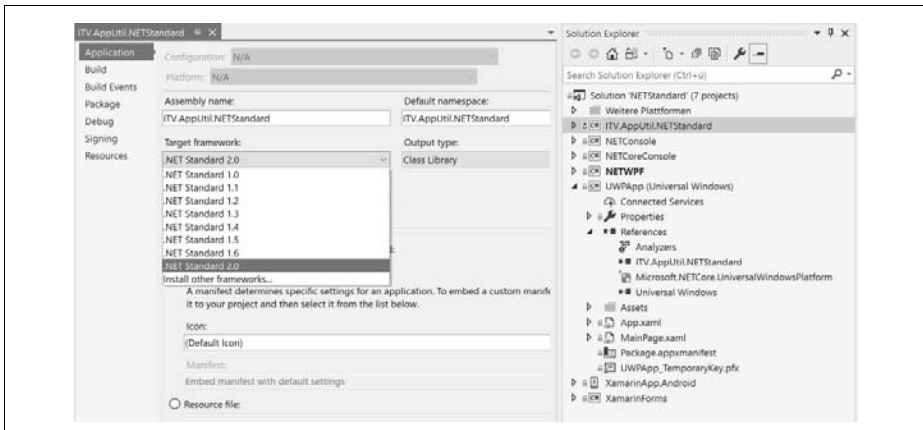 ITV.AppUtil.NETStandard
Application
Build
Build Events
Package
Debug
Signing
Resources
Configuration: N/A
Platform: N/A
Assembly name:
ITV.AppUtil.NETStandard
Default namespace:
ITV.AppUtil.NETStandard
Target framework:
.NET Standard 2.0
Output type:
Class Library
.NET Standard 1.0
.NET Standard 1.1
.NET Standard 1.2
.NET Standard 1.3
.NET Standard 1.4
.NET Standard 1.5
.NET Standard 1.6
.NET Standard 2.0
Install other frameworks...
A manifest determines specific settings for an application. To embed a custom manife
it to your project and then select it from the list below.
Icon:
(Default Icon)
Manifest:
Embed manifest with default settings
Resource file:
Solution Explorer
Search Solution Explorer (Ctrl+ü)
Solution 'NETStandard' (7 projects)
Weitere Plattformen
ITV.AppUtil.NETStandard
NETConsole
NETCoreConsole
NETWPF
UWPApp (Universal Windows)
Connected Services
Properties
References
Analyzers
ITV.AppUtil.NETStandard
Microsoft.NETCore.UniversalWindowsPlatform
Universal Windows
Assets
App.xaml
MainPage.xaml
Package.appxmanifest
UWPApp_TemporaryKey.pfx
XamarinApp.Android
XamarinForms